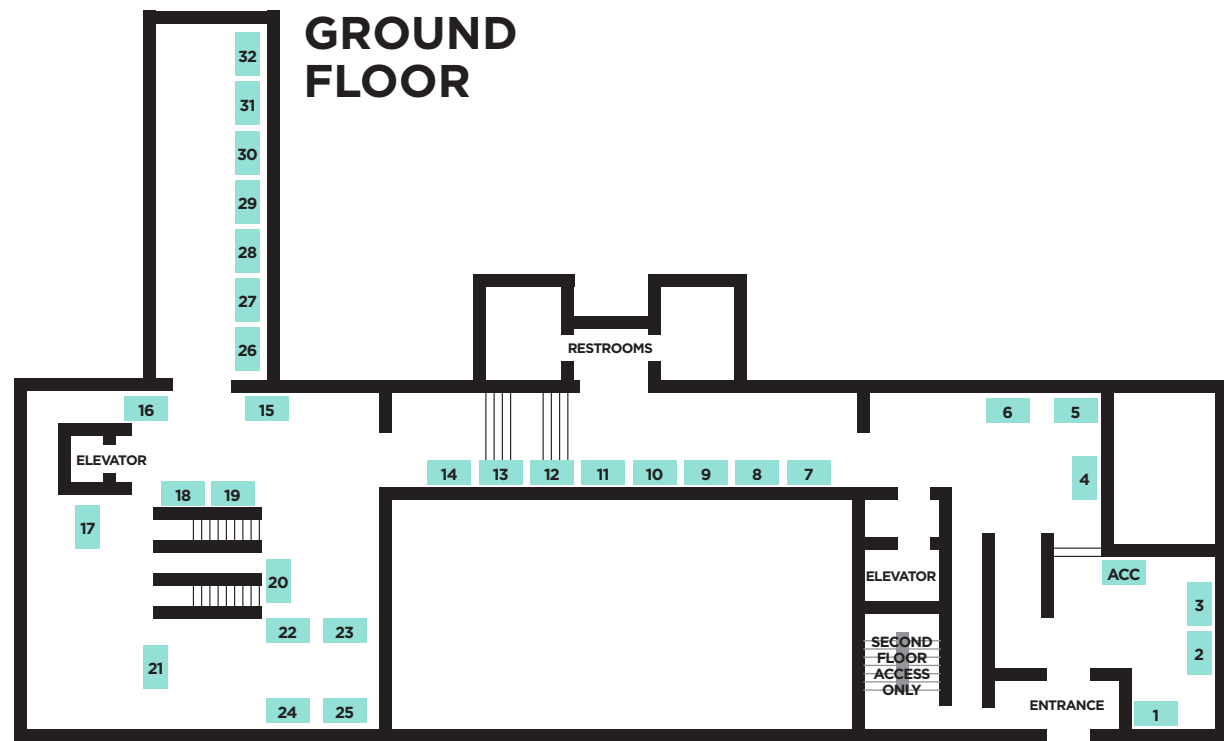 GROUND
FLOOR
32
31
30
29
28
27
26
RESTROOMS
16
15
6
5
ELEVATOR
14
13
12
11
10
9
8
7
4
18
19
17
20
ELEVATOR
ACC
3
22
23
2
21
SECOND
FLOOR
ACCESS
ONLY
24
25
ENTRANCE
1